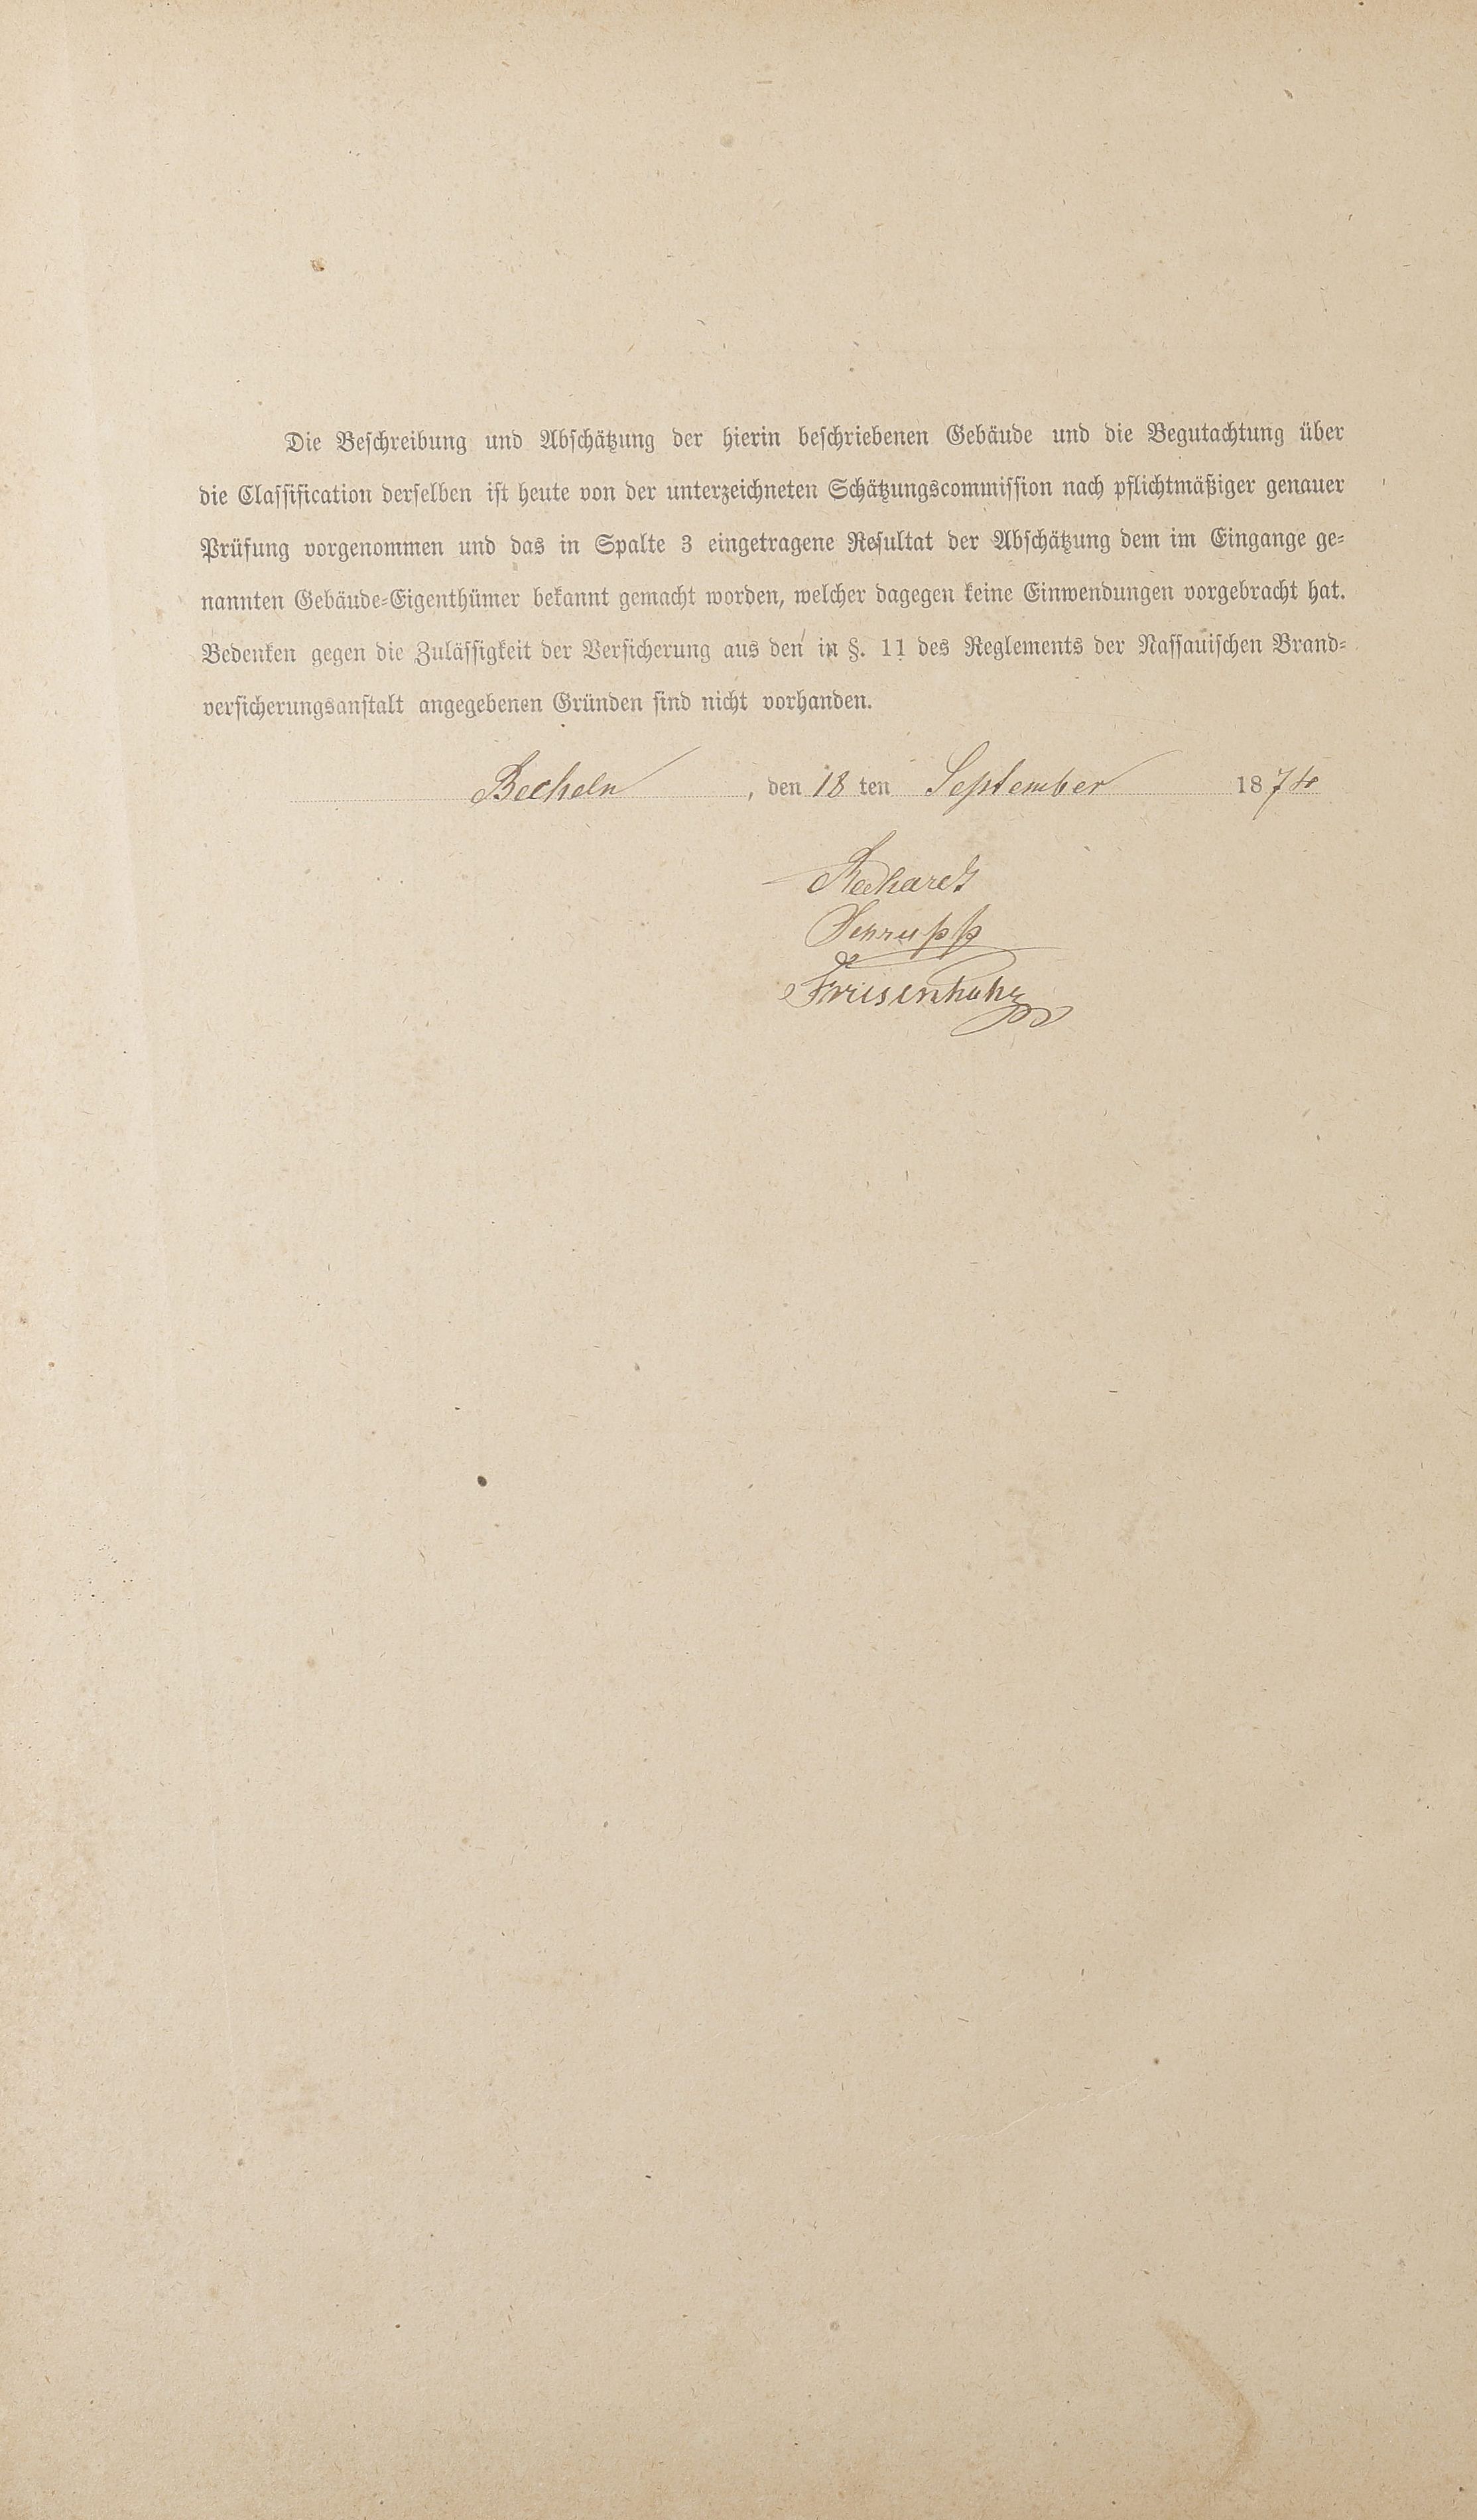 Die Beschreibung und Abschätzung der hierin beschriebenen Gebäude und die Begutachtung über
die Classification derselben ist heute von der unterzeichneten Schätzungscommission nach pflichtmäßiger genauer
Prüfung vorgenommen und das in Spalte 3 eingetragene Resultat der Abschätzung dem im Eingange ge-
nannten Gebäude-Eigenthümer bekannt gemacht worden, welcher dagegen keine Einwendungen vorgebracht hat.
Bedenken gegen die Zulässigkeit der Versicherung aus den in §. 11 des Reglements der Nassauischen Brand-
versicherungsanstalt angegebenen Gründen sind nicht vorhanden.
Becheln, den 18 ten September 1874
Schrupp